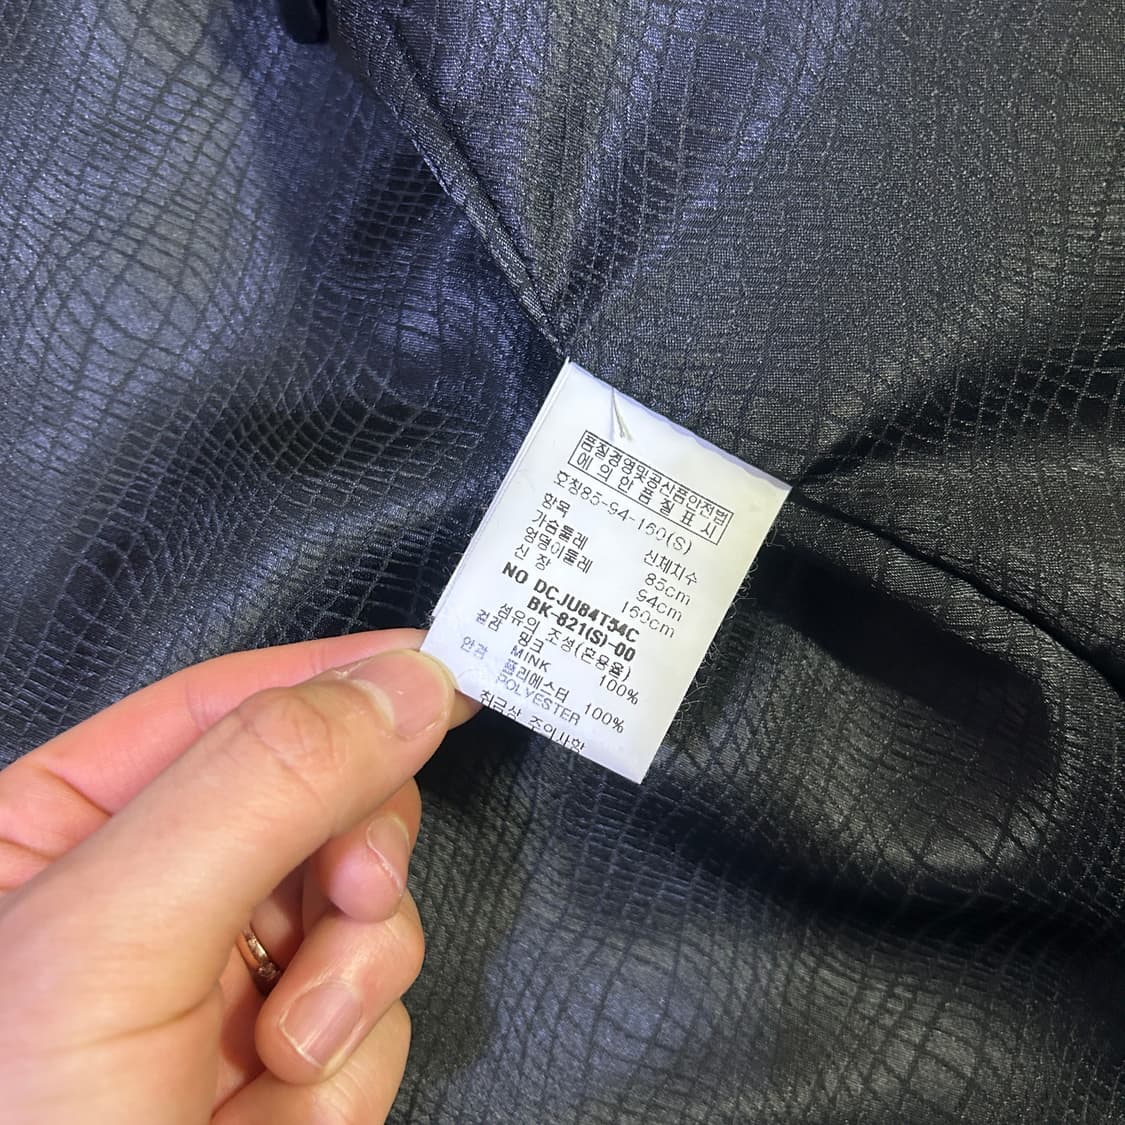 품질경영및공산품안전법
에 의 안 품 질 표 시
호칭85-94-160(S)
항목 신체치수
가슴둘레 85cm
엉덩이둘레 94cm
신 장 160cm
NO DCJU84T54C
BK-821(S)-00
섬유의 조성(혼용율)
겉감 밍크 100%
MINK
안감 폴리에스터 100%
POLYESTER
취급상 주의사항